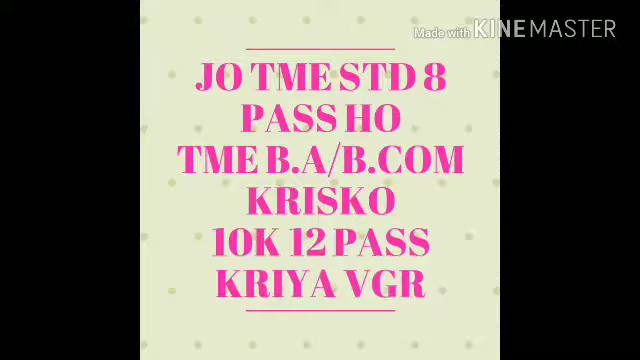 Made with KINEMASTER
JO TME STD 8
PASS HO
TME B.A/B.COM
KRISKO
10K 12 PASS
KRIYA VGR